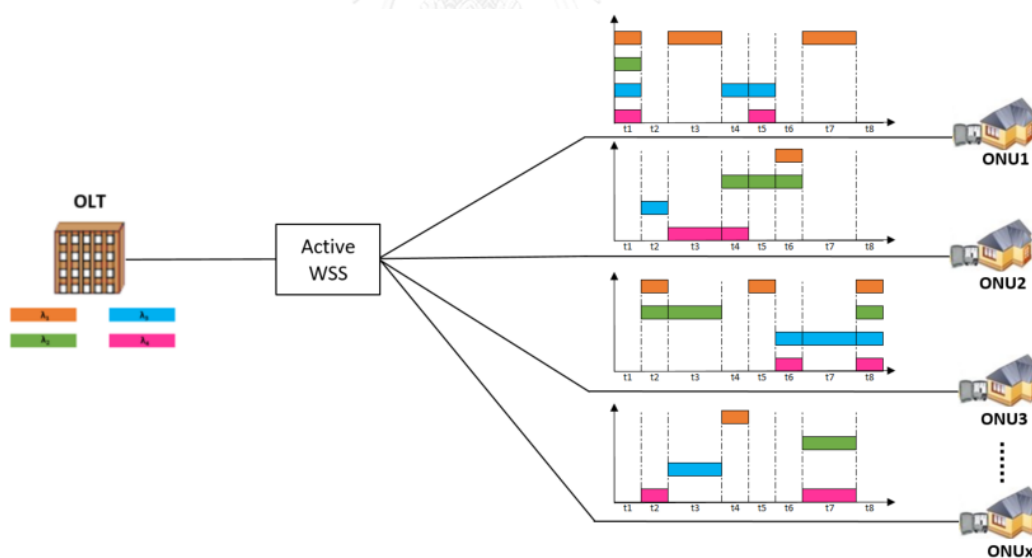 t1 t2 t3 t4 t5 t6 t7 t8
ONU1
OLT
Active
WSS
t1 t2 t3 t4 t5 t6 t7 t8
ONU2
λ₁
λ₂
t1 t2 t3 t4 t5 t6 t7 t8
ONU3
t1 t2 t3 t4 t5 t6 t7 t8
ONUx